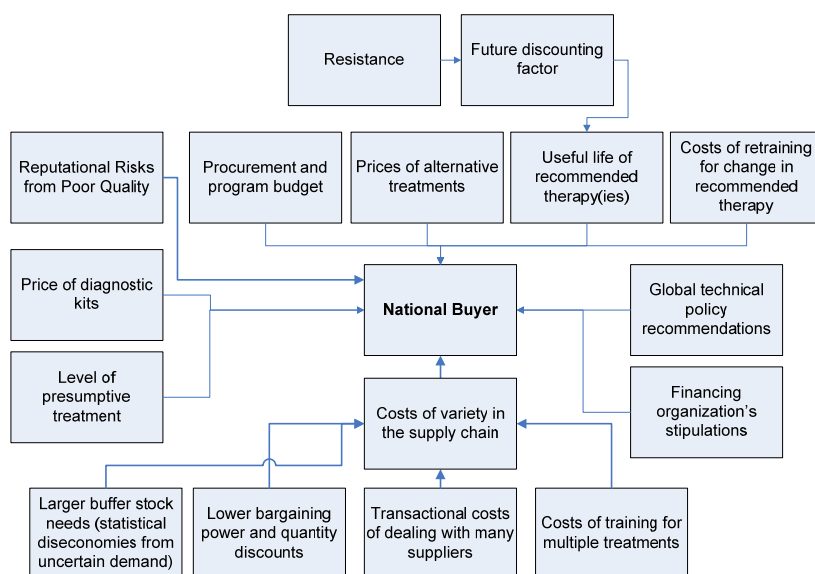 Resistance
Future discounting
factor
Reputational Risks
from Poor Quality
Procurement and
program budget
Prices of alternative
treatments
Useful life of
recommended
therapy(ies)
Costs of retraining
for change in
recommended
therapy
Price of diagnostic
kits
National Buyer
Global technical
policy
recommendations
Level of
presumptive
treatment
Costs of variety in
the supply chain
Financing
organization's
stipulations
Larger buffer stock
needs (statistical
diseconomies from
uncertain demand)
Lower bargaining
power and quantity
discounts
Transactional costs
of dealing with many
suppliers
Costs of training for
multiple treatments